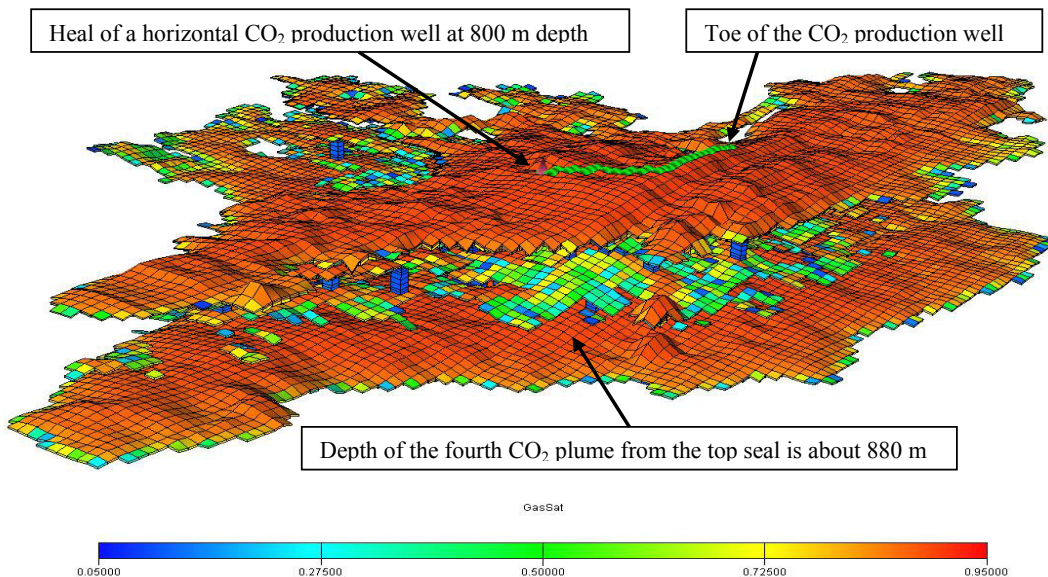 Heal of a horizontal CO₂ production well at 800 m depth
Toe of the CO₂ production well
Depth of the fourth CO₂ plume from the top seal is about 880 m
GasSat
0.05000 0.27500 0.50000 0.72500 0.95000